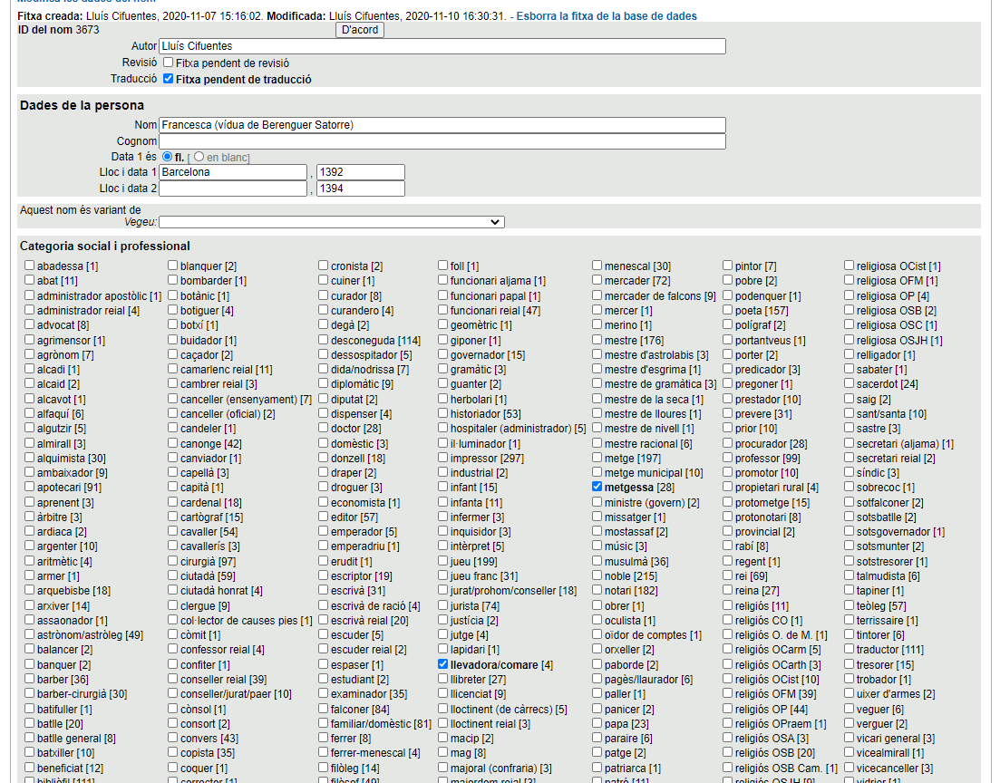 Modifica les dades del nom
Fitxa creada: Lluís Cifuentes, 2020-11-07 15:16:02. Modificada: Lluís Cifuentes, 2020-11-10 16:30:31. - Esborra la fitxa de la base de dades
ID del nom 3673 D'acord
Autor Lluís Cifuentes
Revisió Fitxa pendent de revisió
Traducció Fitxa pendent de traducció
Dades de la persona
Nom Francesca (vídua de Berenguer Satorre)
Cognom
Data 1 és fl. [ en blanc]
Lloc i data 1 Barcelona , 1392
Lloc i data 2 , 1394
Aquest nom és variant de
Vegeu:
Categoria social i professional
abadessa [1] blanquer [2] cronista [2] foll [1] menescal [30] pintor [7] religiosa OCist [1]
abat [11] bombarder [1] cuiner [1] funcionari aljama [1] mercader [72] pobre [2] religiosa OFM [1]
administrador apostòlic [1] botànic [1] curador [8] funcionari papal [1] mercader de falcons [9] podenquer [1] religiosa OP [4]
administrador reial [4] botiguer [4] curandero [4] funcionari reial [47] mercer [1] poeta [157] religiosa OSB [2]
advocat [8] botxí [1] degà [2] geomètric [1] merino [1] polígraf [2] religiosa OSC [1]
agrimensor [1] buidador [1] desconeguda [114] giponer [1] mestre [176] portantveus [1] religiosa OSJH [1]
agrònom [7] caçador [2] dessospitador [5] governador [15] mestre d'astrolabis [3] porter [2] relligador [1]
alcadi [1] camarlenc reial [11] dida/nodrissa [7] gramàtic [3] mestre d'esgrima [1] predicador [3] sabater [1]
alcaid [2] cambrer reial [3] diplomàtic [9] guanter [2] mestre de gramàtica [3] pregoner [1] sacerdot [24]
alcavot [1] canceller (ensenyament) [7] diputat [2] herbolari [1] mestre de la seca [1] prestador [10] saig [2]
alfaquí [6] canceller (oficial) [2] dispenser [4] historiador [53] mestre de lloures [1] prevere [31] sant/santa [10]
algutzir [5] candeler [1] doctor [28] hospitaler (administrador) [5] mestre de nivell [1] prior [10] sastre [3]
almirall [3] canonge [42] domèstic [3] il·luminador [1] mestre racional [6] procurador [28] secretari (aljama) [1]
alquimista [30] canviador [1] donzell [18] impressor [297] metge [197] professor [99] secretari reial [2]
ambaixador [9] capellà [3] draper [2] industrial [2] metge municipal [10] promotor [10] síndic [3]
apotecari [91] capità [1] droguer [3] infant [15] metgessa [28] propietari rural [4] sobrecoc [1]
aprenent [3] cardenal [18] economista [1] infanta [11] ministre (govern) [2] protometge [15] sotfalconer [2]
àrbitre [3] cartògraf [15] editor [57] infermer [3] missatger [1] protonotari [8] sotsbatlle [2]
ardiaca [2] cavaller [54] emperador [5] inquisidor [3] mostassaf [2] provincial [2] sotsgovernador [1]
argenter [10] cavallerís [3] emperadriu [1] intèrpret [5] músic [3] rabí [8] sotsmunter [2]
aritmètic [4] cirurgià [97] erudit [1] jueu [199] musulmà [36] regent [1] sotstresorer [1]
armer [1] ciutadà [59] escriptor [19] jueu franc [31] noble [215] rei [69] talmudista [6]
arquebisbe [18] ciutadà honrat [4] escrivà [31] jurat/prohom/conseller [18] notari [182] reina [27] tapiner [1]
arxiver [14] clergue [9] escrivà de ració [4] jurista [74] obrer [1] religiós [11] teòleg [57]
assaonador [1] col·lector de causes pies [1] escrivà reial [20] justícia [2] oculista [1] religiós CO [1] terrissaire [1]
astrònom/astròleg [49] còmit [1] escuder [5] jutge [4] oïdor de comptes [1] religiós O. de M. [1] tintorer [6]
balancer [2] confessor reial [4] escuder reial [2] lapidari [1] orxeller [2] religiós OCarm [5] traductor [111]
banquer [2] confiter [1] espaser [1] llevadora/comare [4] paborde [2] religiós OCarth [3] tresorer [15]
barber [36] conseller reial [39] estudiant [2] llibreter [27] pagès/llaurador [6] religiós OCist [10] trobador [1]
barber-cirurgià [30] conseller/jurat/paer [10] examinador [35] llicenciat [9] paller [1] religiós OFM [39] uixer d'armes [2]
batifuller [1] cònsol [1] falconer [84] lloctinent (de càrrecs) [5] panicer [2] religiós OP [44] veguer [6]
batlle [20] consort [2] familiar/domèstic [81] lloctinent reial [3] papa [23] religiós OPraem [1] verguer [2]
batlle general [8] convers [43] ferrer [8] macip [2] paraire [6] religiós OSA [3] vicari general [3]
batxiller [10] copista [35] ferrer-menescal [4] mag [8] patge [2] religiós OSB [20] vicealmirall [1]
beneficiat [12] coquer [1] filòleg [14] majoral (confraria) [3] patriarca [1] religiós OSB Cam. [1] vicecanceller [3]
bibliòfil [111] corrector [1] filòsof [49] majordom reial [3] patró [11] religiós OSJH [9] vidrier [1]